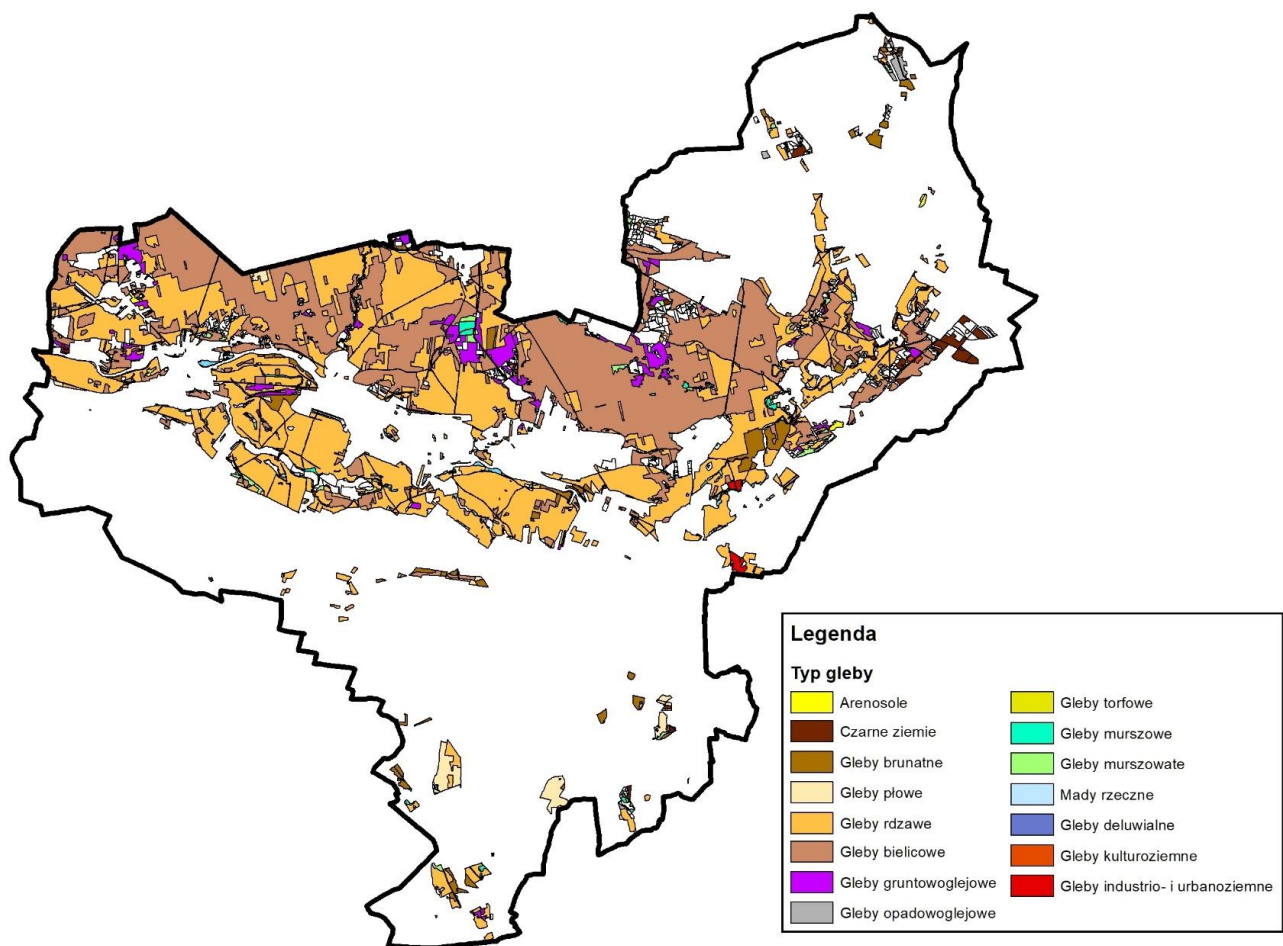 Legenda
Typ gleby
Arenosole
Czarne ziemie
Gleby brunatne
Gleby płowe
Gleby rdzawe
Gleby bielicowe
Gleby gruntowoglejowe
Gleby opadowoglejowe
Gleby torfowe
Gleby murszowe
Gleby murszowate
Mady rzeczne
Gleby deluwialne
Gleby kulturoziemne
Gleby industrio- i urbanoziemne